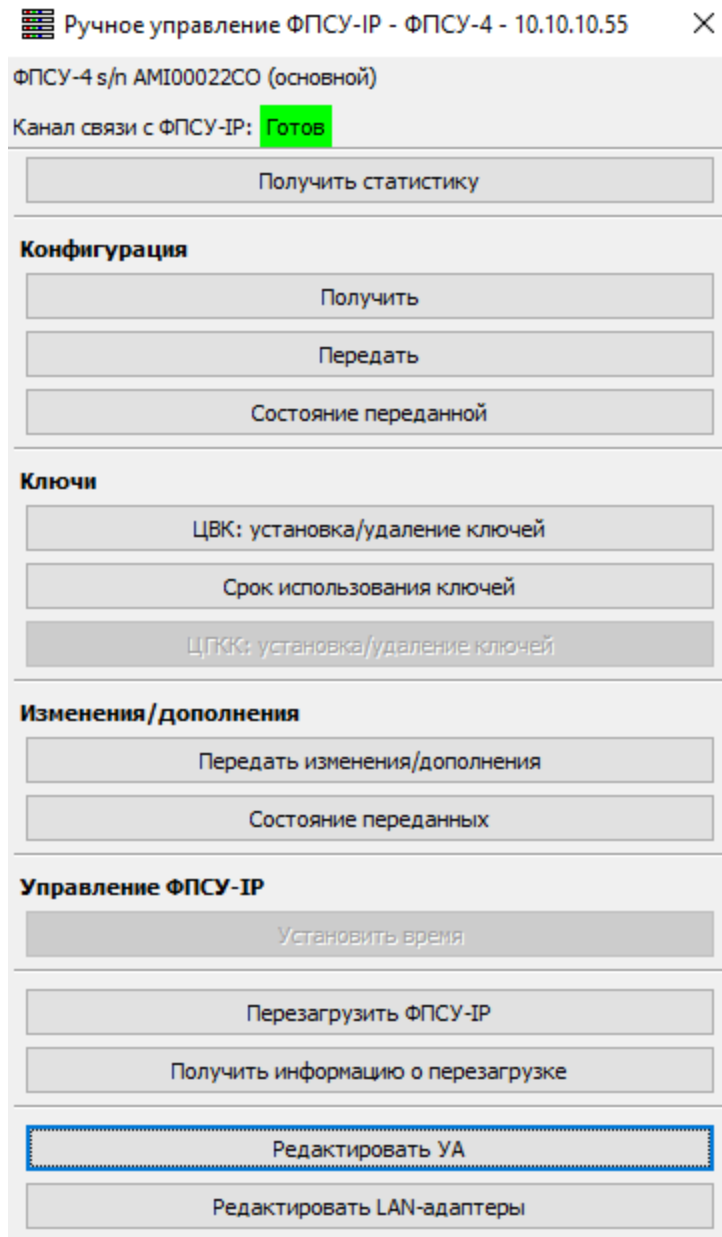 Ручное управление ФПСУ-IP - ФПСУ-4 - 10.10.10.55
ФПСУ-4 s/n AMI00022CO (основной)
Канал связи с ФПСУ-IP: Готов
Получить статистику
Конфигурация
Получить
Передать
Состояние переданной
Ключи
ЦВК: установка/удаление ключей
Срок использования ключей
ЦГКК: установка/удаление ключей
Изменения/дополнения
Передать изменения/дополнения
Состояние переданных
Управление ФПСУ-IP
Установить время
Перезагрузить ФПСУ-IP
Получить информацию о перезагрузке
Редактировать УА
Редактировать LAN-адаптеры